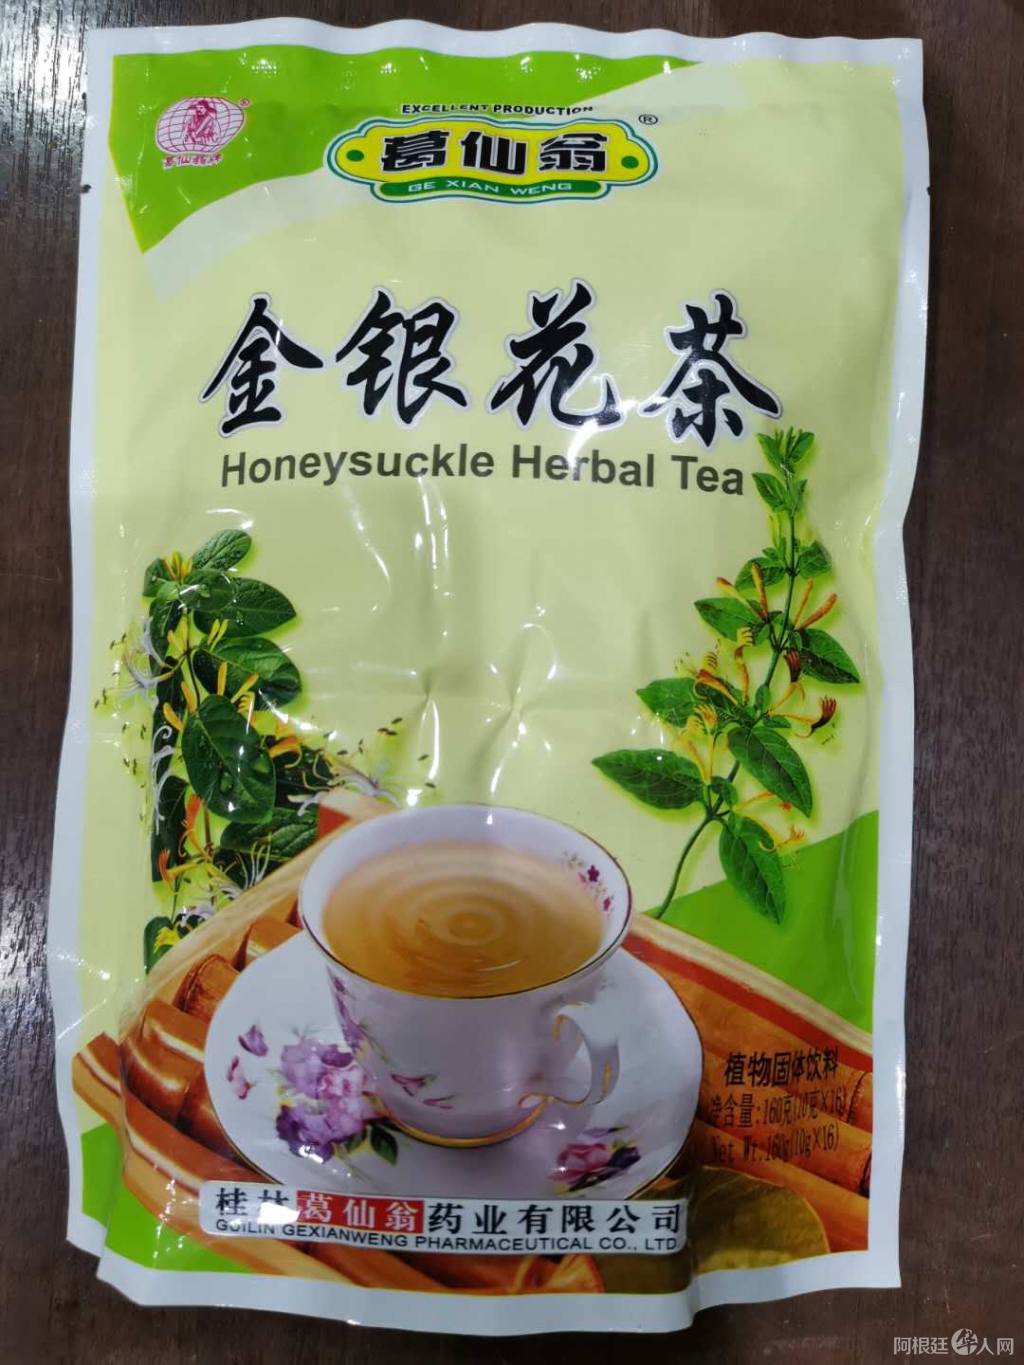 葛仙翁牌
®
EXCELLENT PRODUCTION
葛仙翁®
GE XIAN WENG
金银花茶
Honeysuckle Herbal Tea
植物固体饮料
净含量:160克(10克×16)
Net Wt:160g(10g×16)
桂林葛仙翁药业有限公司
GUILIN GEXIANWENG PHARMACEUTICAL CO., LTD
阿根廷华人网